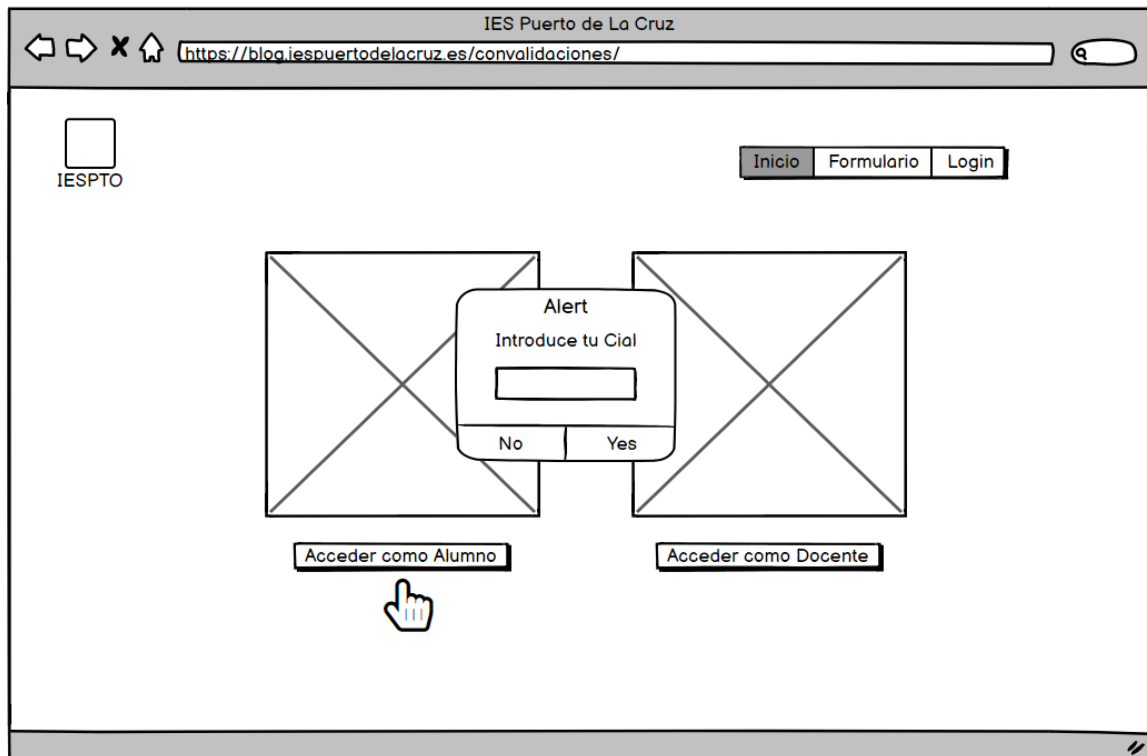 IES Puerto de La Cruz
https://blog.iespuertodelacruz.es/convalidaciones/
IESPTO
Inicio Formulario Login
Alert
Introduce tu Cial
No Yes
Acceder como Alumno
Acceder como Docente